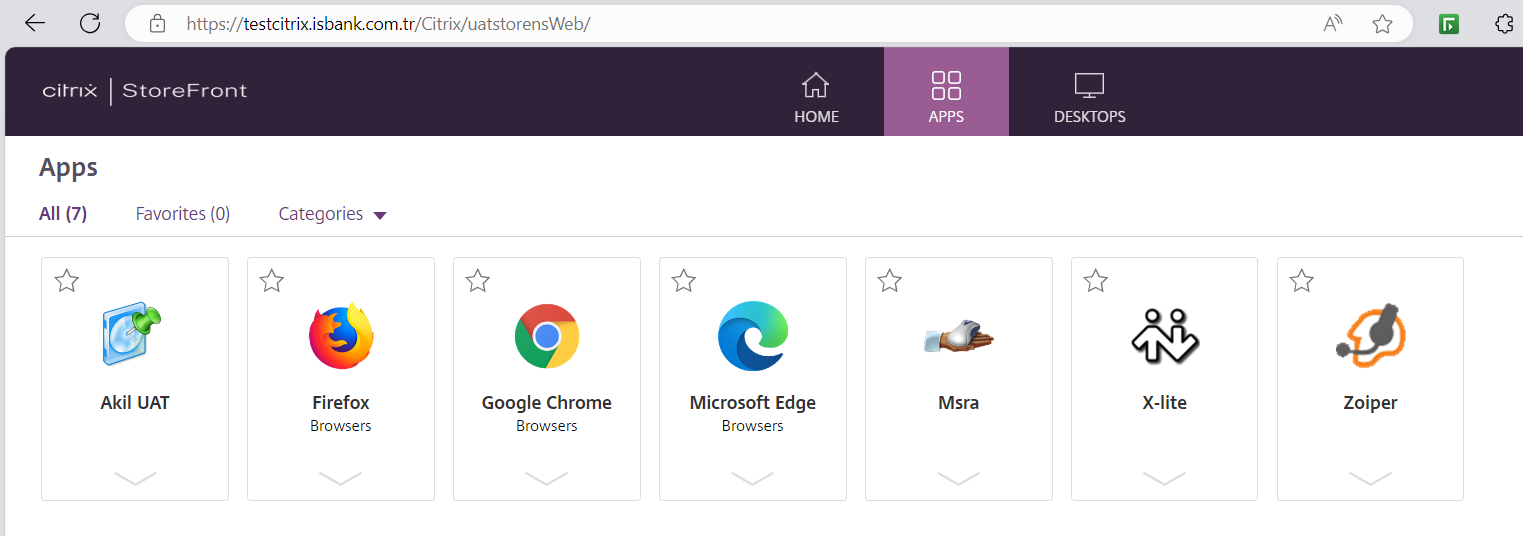 https://testcitrix.isbank.com.tr/Citrix/uatstorensWeb/
citrix | StoreFront
HOME
APPS
DESKTOPS
Apps
All (7)
Favorites (0)
Categories
Akil UAT
Firefox
Browsers
Google Chrome
Browsers
Microsoft Edge
Browsers
Msra
X-lite
Zoiper